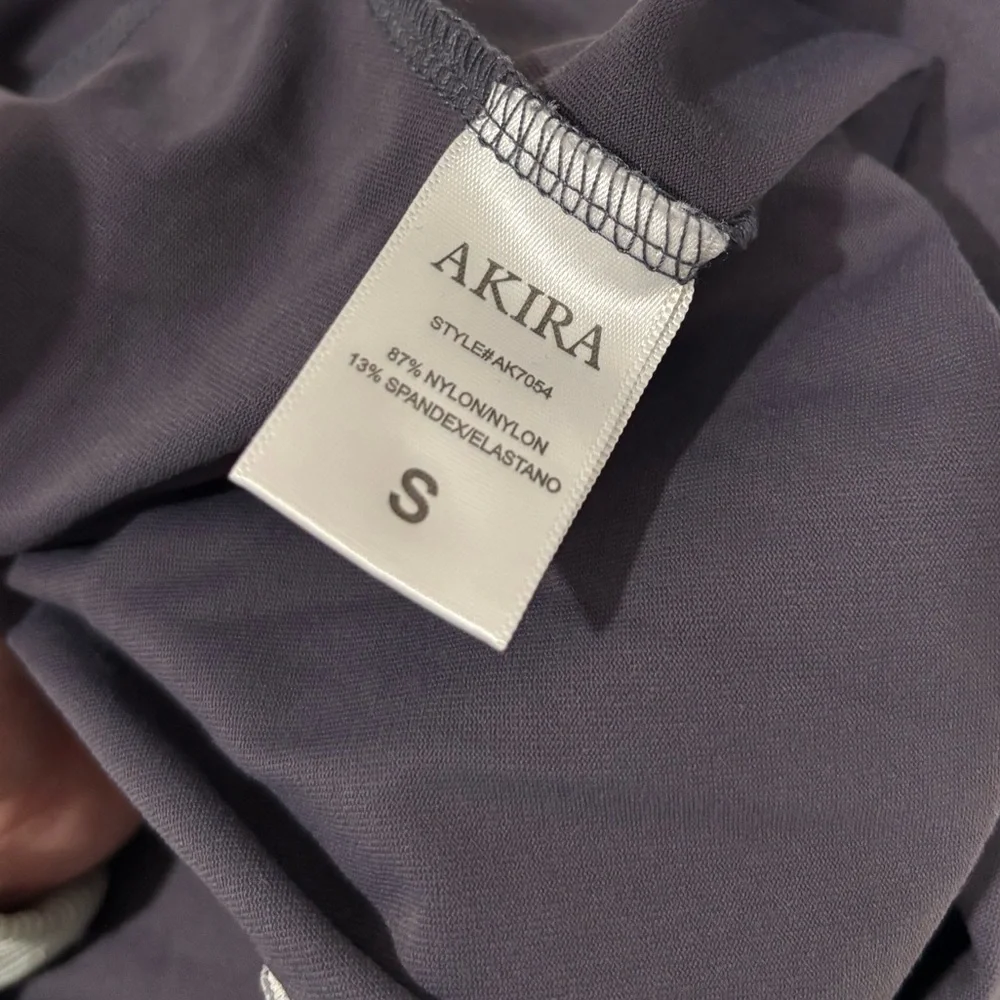 AKIRA
STYLE#AK7054
87% NYLON/NYLON
13% SPANDEX/ELASTANO
S